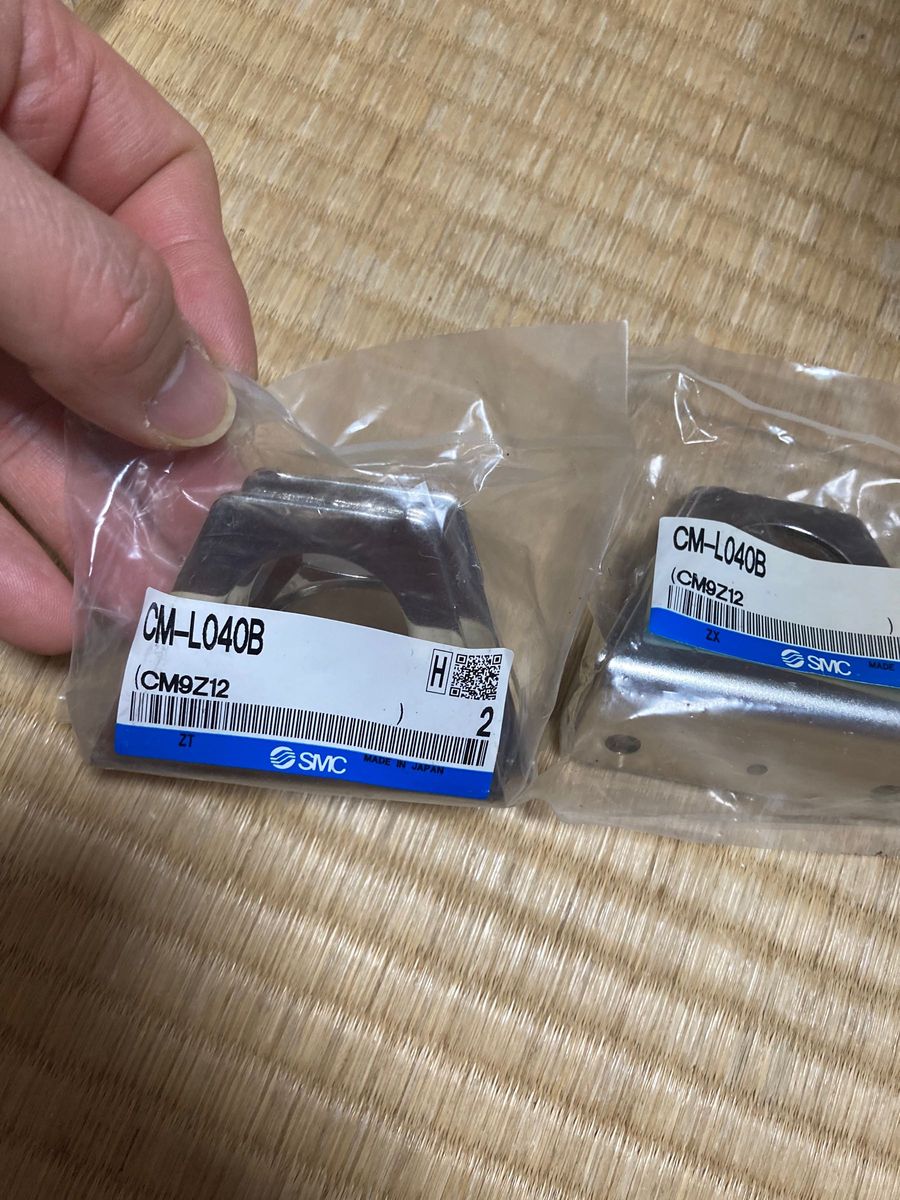 CM-L040B
H
(CM9Z12
)
2
ZT
SMC
MADE IN JAPAN
CM-L040B
(CM9Z12
)
ZX
SMC
MADE